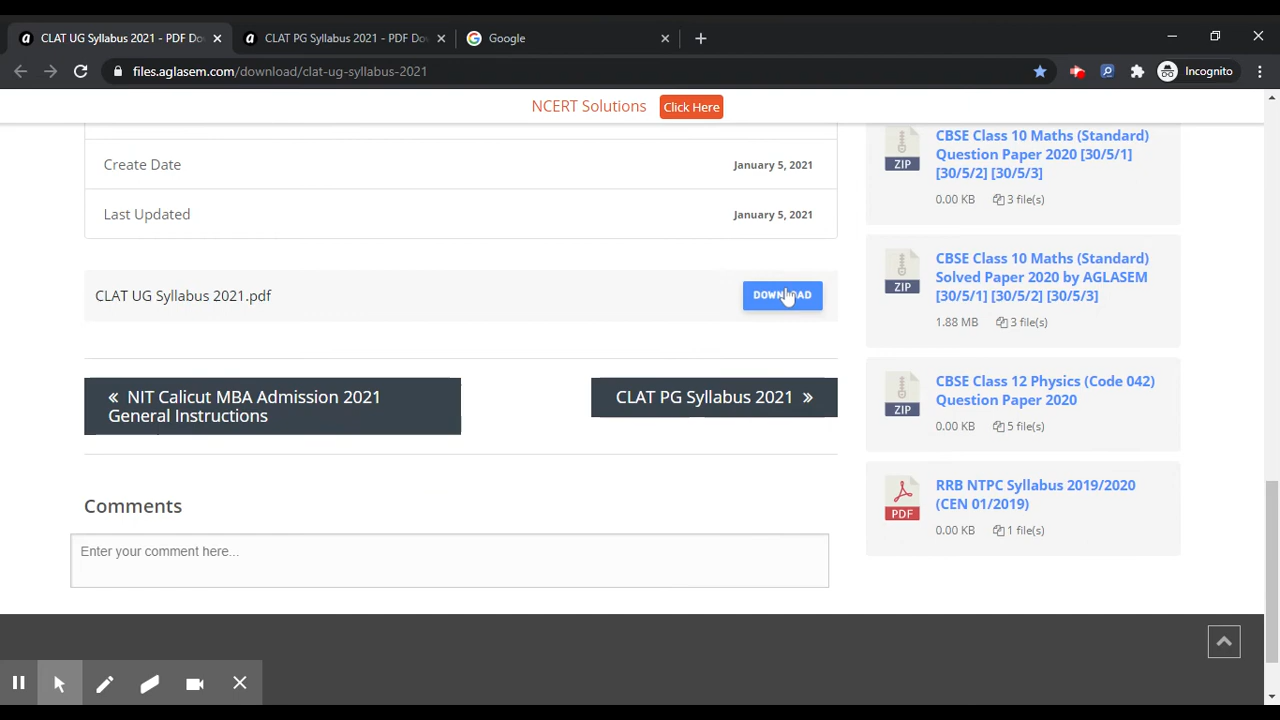 CLAT UG Syllabus 2021 - PDF Do
CLAT PG Syllabus 2021 - PDF Do
Google
files.aglasem.com/download/clat-ug-syllabus-2021
Incognito
NCERT Solutions
Click Here
Create Date
January 5, 2021
Last Updated
January 5, 2021
CLAT UG Syllabus 2021.pdf
DOWNLOAD
« NIT Calicut MBA Admission 2021
General Instructions
CLAT PG Syllabus 2021 »
Comments
Enter your comment here...
ZIP
CBSE Class 10 Maths (Standard)
Question Paper 2020 [30/5/1]
[30/5/2] [30/5/3]
0.00 KB
3 file(s)
ZIP
CBSE Class 10 Maths (Standard)
Solved Paper 2020 by AGLASEM
[30/5/1] [30/5/2] [30/5/3]
1.88 MB
3 file(s)
ZIP
CBSE Class 12 Physics (Code 042)
Question Paper 2020
0.00 KB
5 file(s)
PDF
RRB NTPC Syllabus 2019/2020
(CEN 01/2019)
0.00 KB
1 file(s)